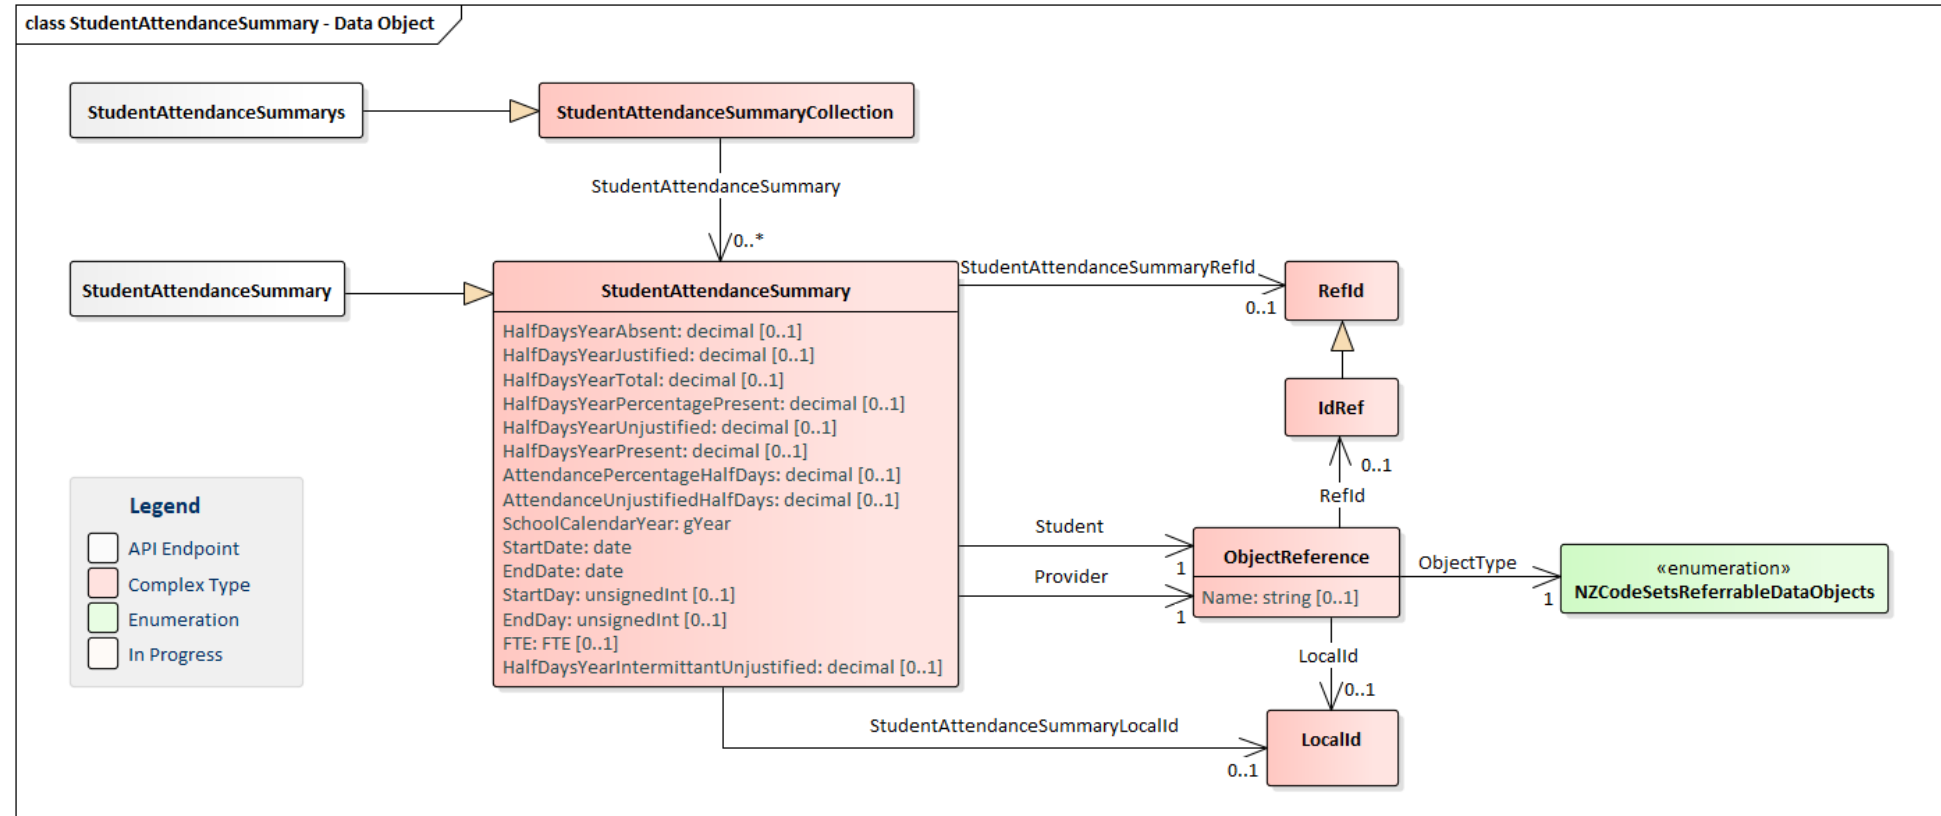 class StudentAttendanceSummary - Data Object
StudentAttendanceSummarys
StudentAttendanceSummaryCollection
StudentAttendanceSummary
0..*
StudentAttendanceSummary
StudentAttendanceSummary
HalfDaysYearAbsent: decimal [0..1]
HalfDaysYearJustified: decimal [0..1]
HalfDaysYearTotal: decimal [0..1]
HalfDaysYearPercentagePresent: decimal [0..1]
HalfDaysYearUnjustified: decimal [0..1]
HalfDaysYearPresent: decimal [0..1]
AttendancePercentageHalfDays: decimal [0..1]
AttendanceUnjustifiedHalfDays: decimal [0..1]
SchoolCalendarYear: gYear
StartDate: date
EndDate: date
StartDay: unsignedInt [0..1]
EndDay: unsignedInt [0..1]
FTE: FTE [0..1]
HalfDaysYearIntermittantUnjustified: decimal [0..1]
StudentAttendanceSummaryRefId
0..1
RefId
IdRef
0..1
RefId
Student
1
Provider
1
ObjectReference
Name: string [0..1]
ObjectType
1
«enumeration»
NZCodeSetsReferrableDataObjects
LocalId
0..1
StudentAttendanceSummaryLocalId
0..1
LocalId
Legend
API Endpoint
Complex Type
Enumeration
In Progress